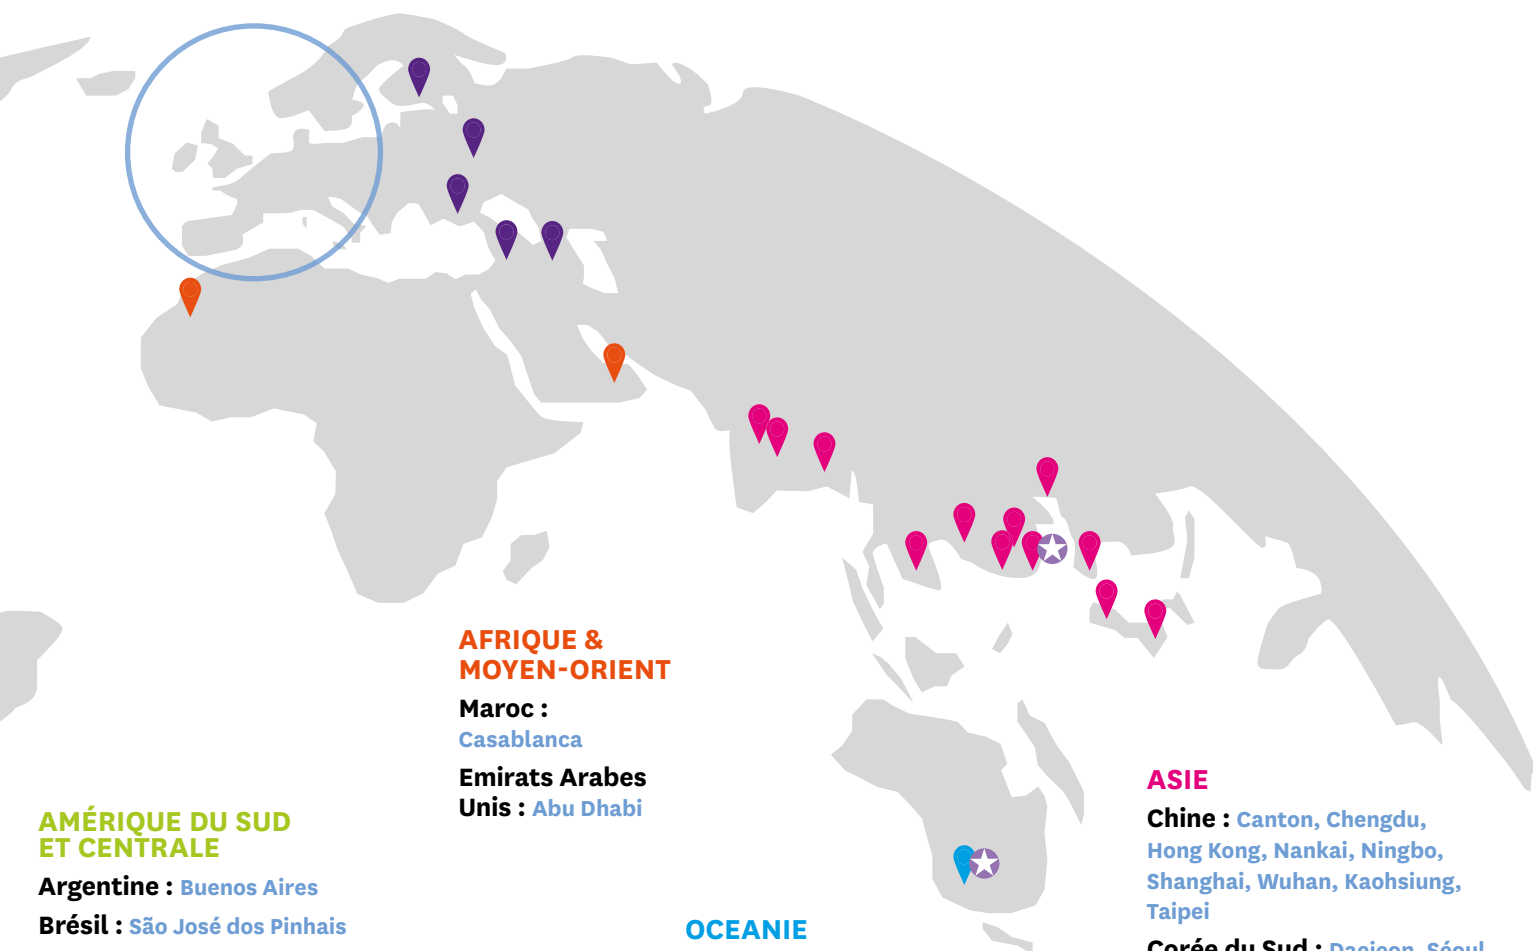 AFRIQUE &
MOYEN-ORIENT
Maroc :
Casablanca
Emirats Arabes
Unis : Abu Dhabi
AMÉRIQUE DU SUD
ET CENTRALE
Argentine : Buenos Aires
Brésil : São José dos Pinhais
OCEANIE
ASIE
Chine : Canton, Chengdu,
Hong Kong, Nankai, Ningbo,
Shanghai, Wuhan, Kaohsiung,
Taipei
Corée du Sud : Daejeon, Séoul